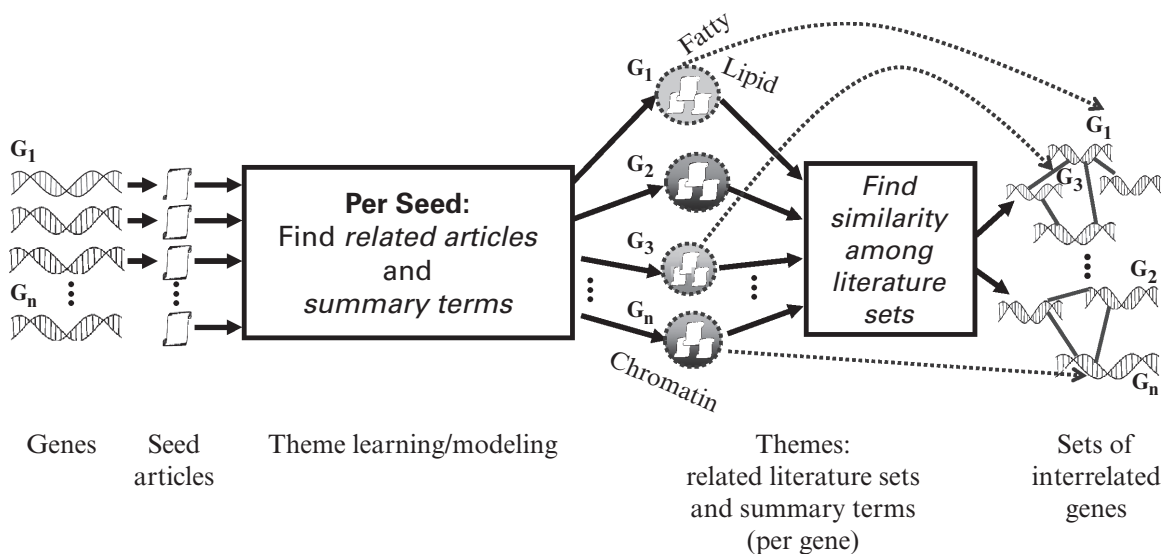 G1
Gn
Per Seed:
Find related articles
and
summary terms
G1
Fatty
Lipid
G2
G3
Gn
Chromatin
Find
similarity
among
literature
sets
G1
G3
G2
Gn
Genes
Seed
articles
Theme learning/modeling
Themes:
related literature sets
and summary terms
(per gene)
Sets of
interrelated
genes